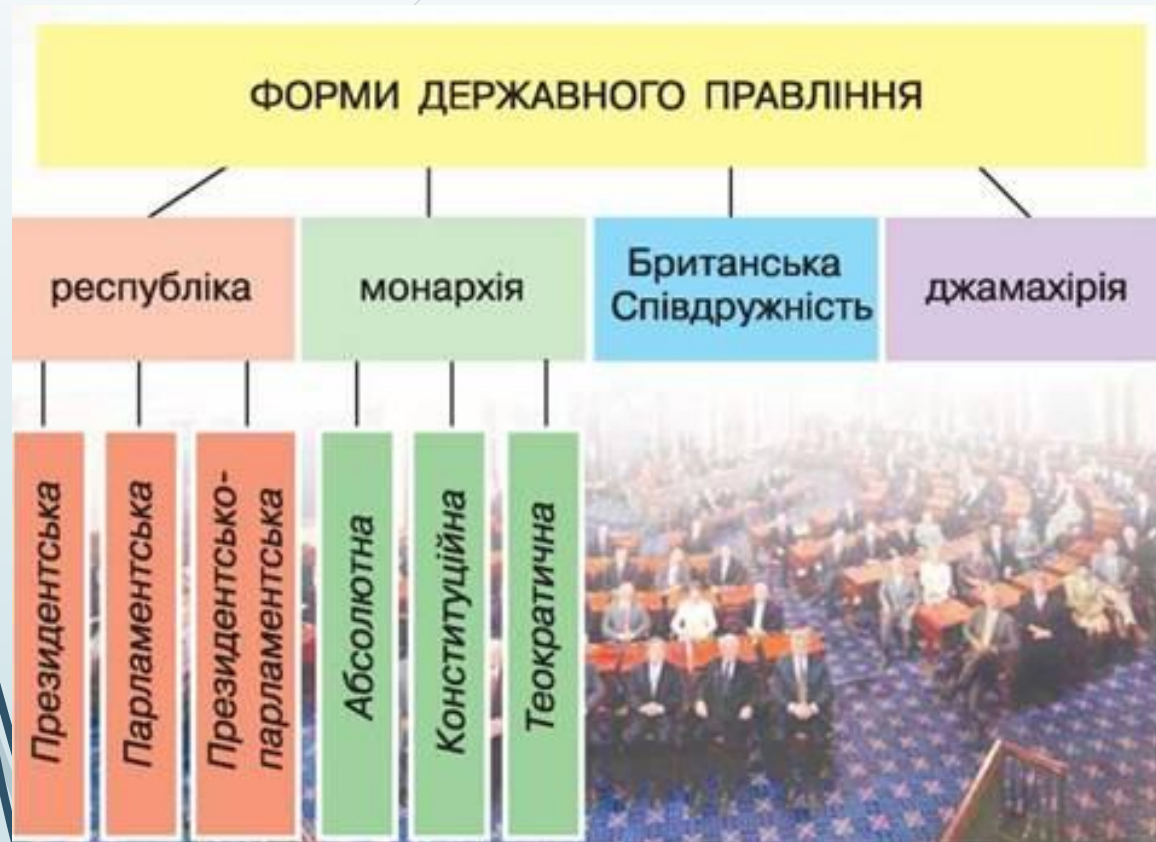 ФОРМИ ДЕРЖАВНОГО ПРАВЛІННЯ
республіка
монархія
Британська
Співдружність
джамахірія
Президентська
Парламентська
Президентсько-
парламентська
Абсолютна
Конституційна
Теократична